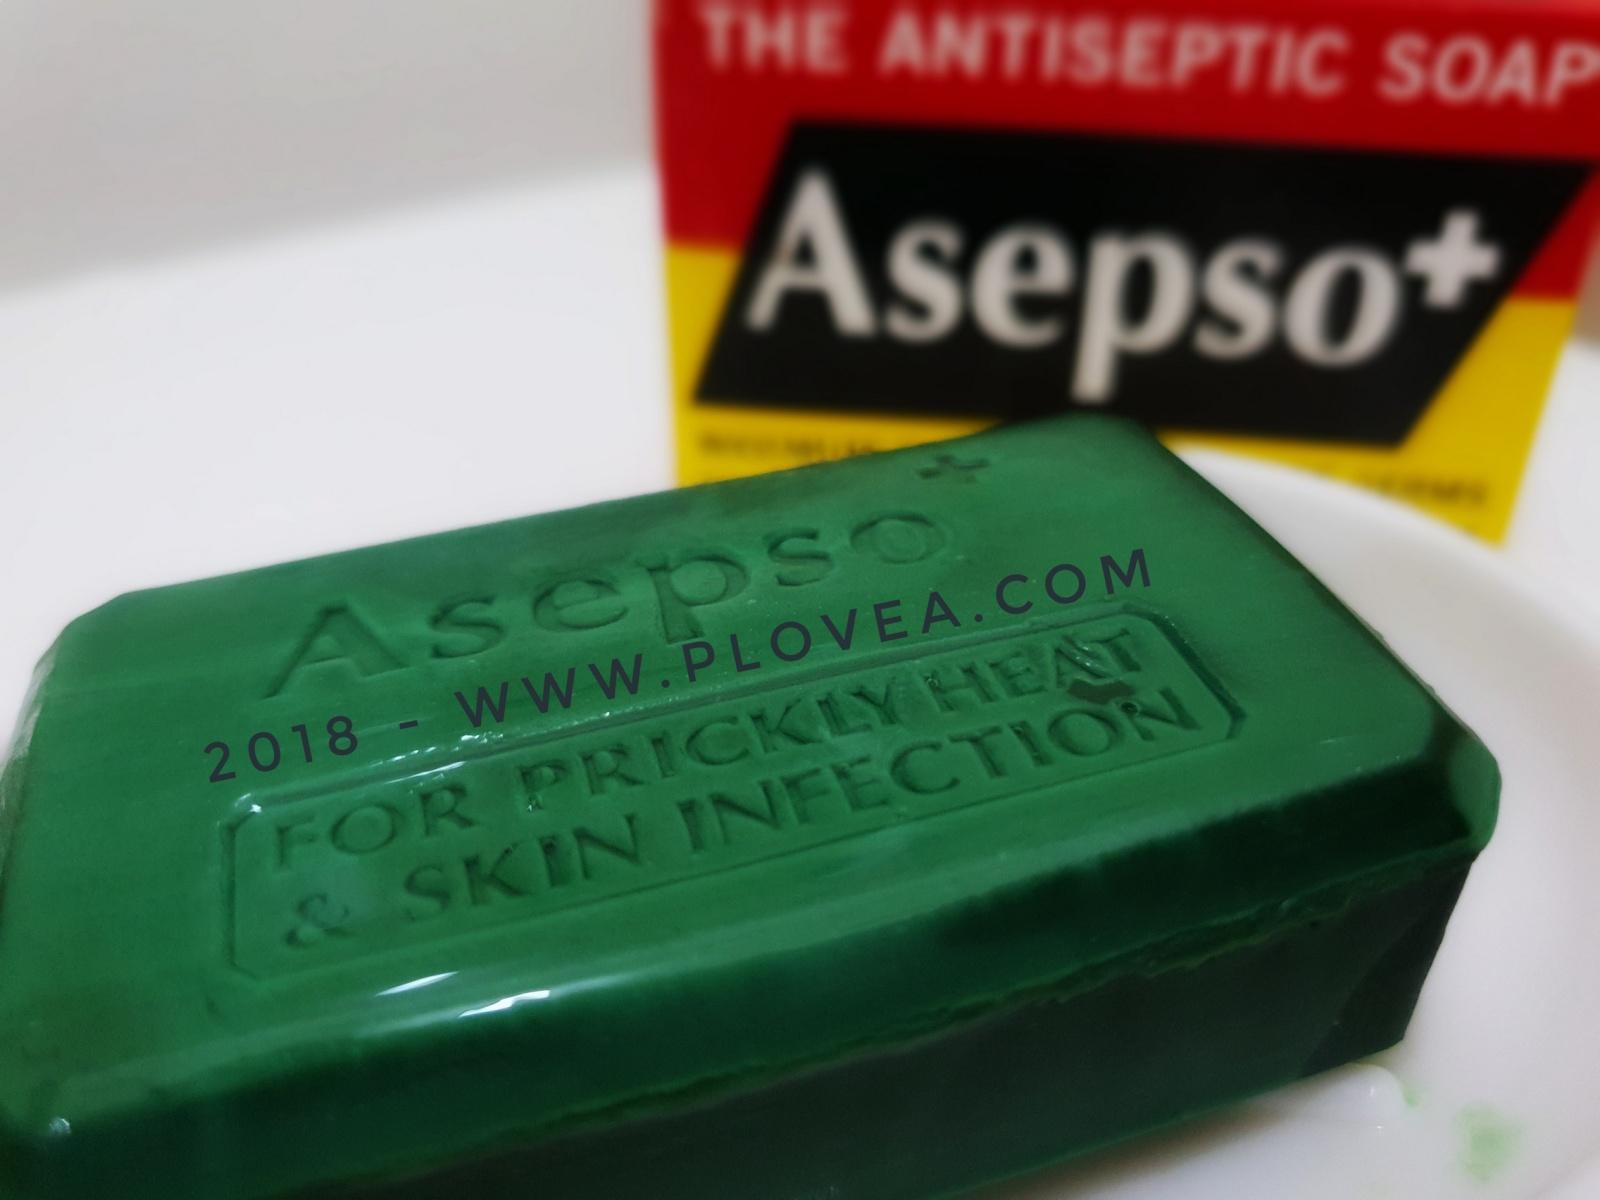 THE ANTISEPTIC SOAP
Asepso+
Asepso+
2018 - WWW.PLOVEA.COM
FOR PRICKLY HEAT
& SKIN INFECTION